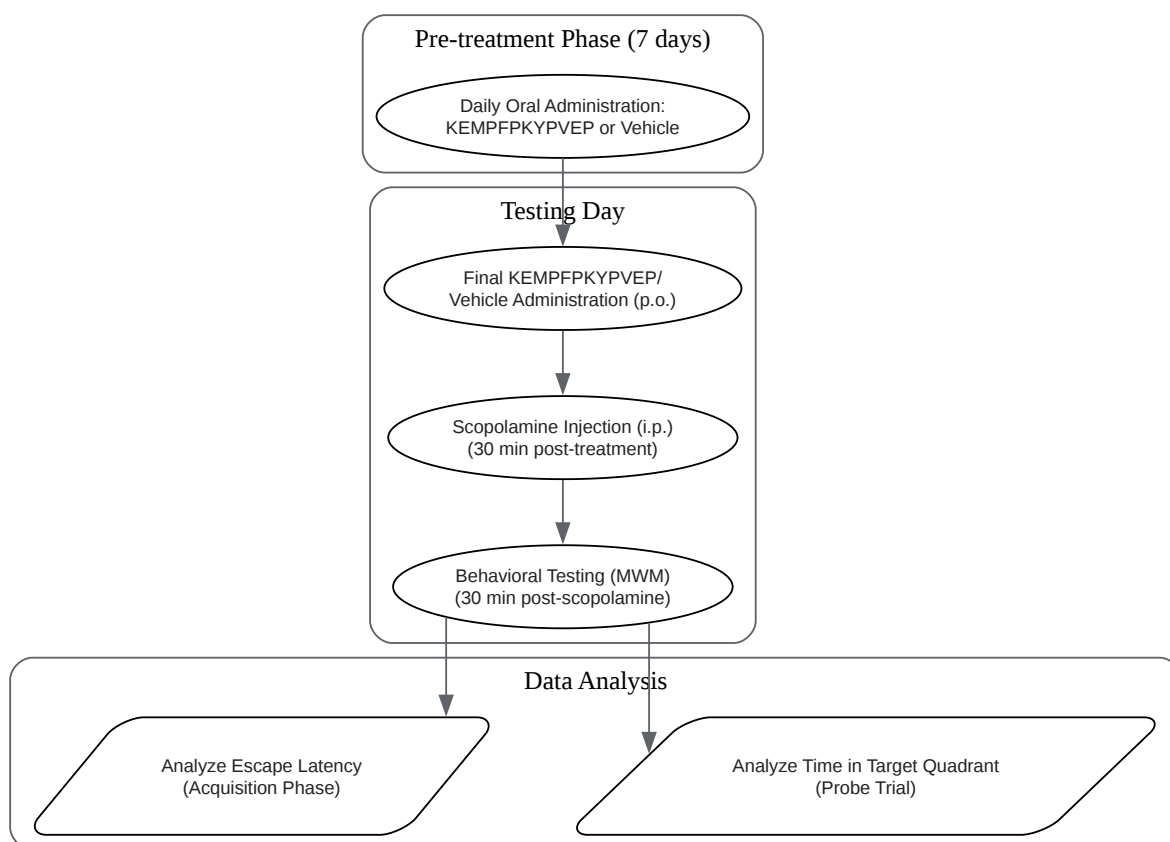 Pre-treatment Phase (7 days)
Daily Oral Administration:
KEMPFPKYPVEP or Vehicle
Testing Day
Final KEMPFPKYPVEP/
Vehicle Administration (p.o.)
Scopolamine Injection (i.p.)
(30 min post-treatment)
Behavioral Testing (MWM)
(30 min post-scopolamine)
Data Analysis
Analyze Escape Latency
(Acquisition Phase)
Analyze Time in Target Quadrant
(Probe Trial)